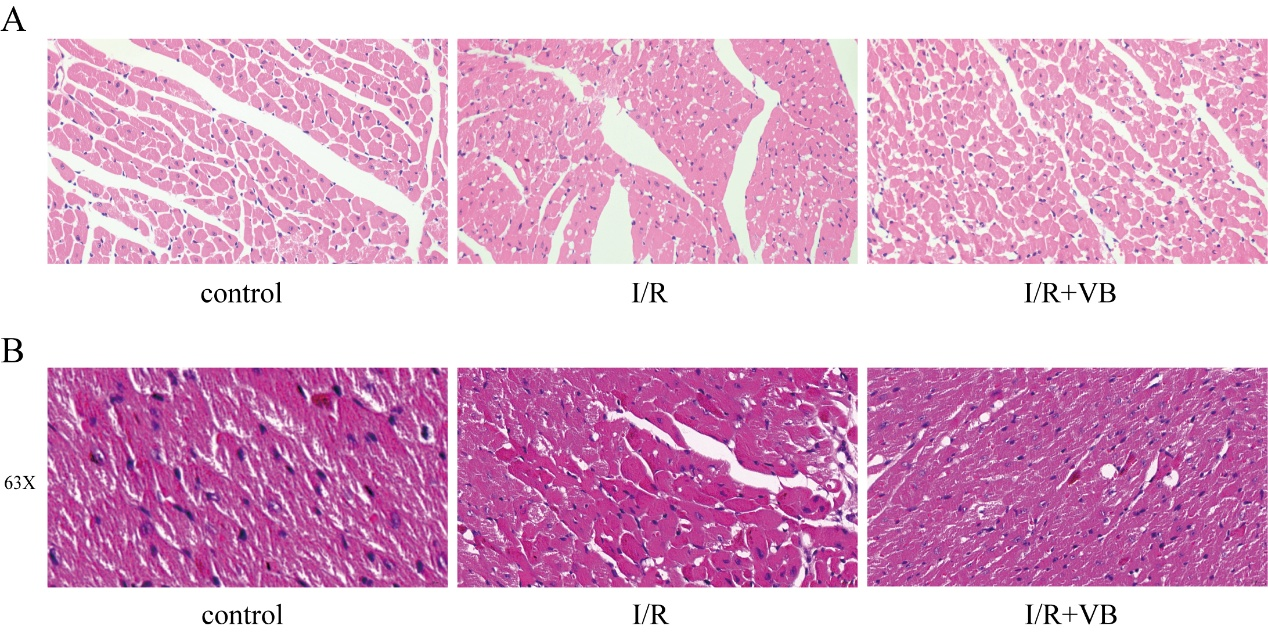 A
control
I/R
I/R+VB
B
63X
control
I/R
I/R+VB